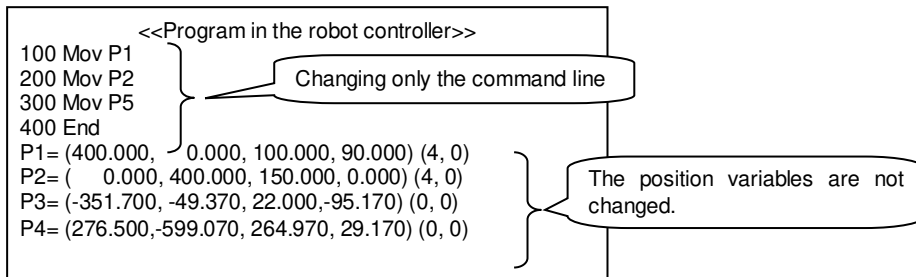 <<Program in the robot controller>>
100 Mov P1
200 Mov P2
300 Mov P5
400 End
Changing only the command line
P1= (400.000, 0.000, 100.000, 90.000) (4, 0)
P2= ( 0.000, 400.000, 150.000, 0.000) (4, 0)
P3= (-351.700, -49.370, 22.000,-95.170) (0, 0)
P4= (276.500,-599.070, 264.970, 29.170) (0, 0)
The position variables are not
changed.